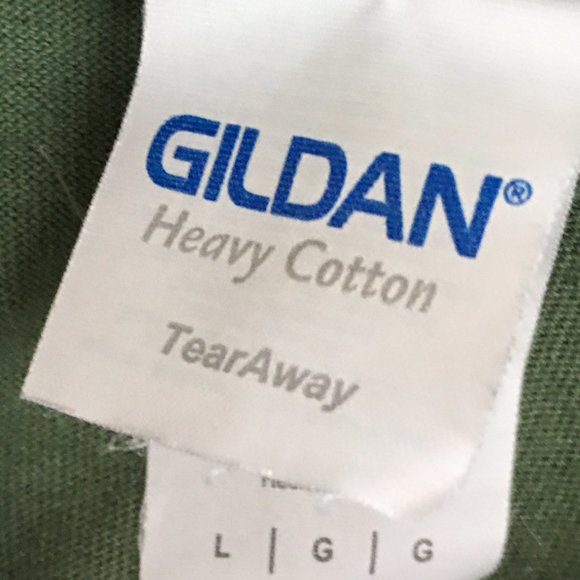 GILDAN®
Heavy Cotton
TearAway
L | G | G